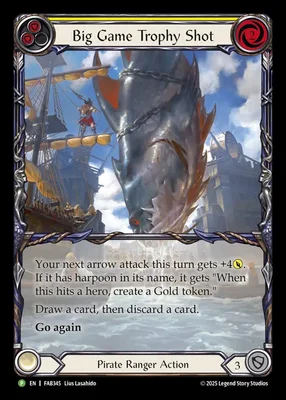 Big Game Trophy Shot
Your next arrow attack this turn gets +4.
If it has harpoon in its name, it gets "When
this hits a hero, create a Gold token."
Draw a card, then discard a card.
Go again
Pirate Ranger Action
3
P EN | FAB345 Lius Lasahido
© 2025 Legend Story Studios